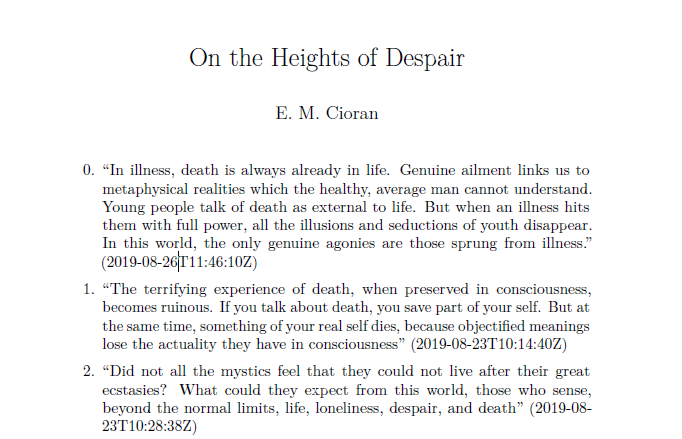 On the Heights of Despair
E. M. Cioran
0. “In illness, death is always already in life. Genuine ailment links us to
metaphysical realities which the healthy, average man cannot understand.
Young people talk of death as external to life. But when an illness hits
them with full power, all the illusions and seductions of youth disappear.
In this world, the only genuine agonies are those sprung from illness.”
(2019-08-26T11:46:10Z)
1. “The terrifying experience of death, when preserved in consciousness,
becomes ruinous. If you talk about death, you save part of your self. But at
the same time, something of your real self dies, because objectified meanings
lose the actuality they have in consciousness” (2019-08-23T10:14:40Z)
2. “Did not all the mystics feel that they could not live after their great
ecstasies? What could they expect from this world, those who sense,
beyond the normal limits, life, loneliness, despair, and death” (2019-08-
23T10:28:38Z)